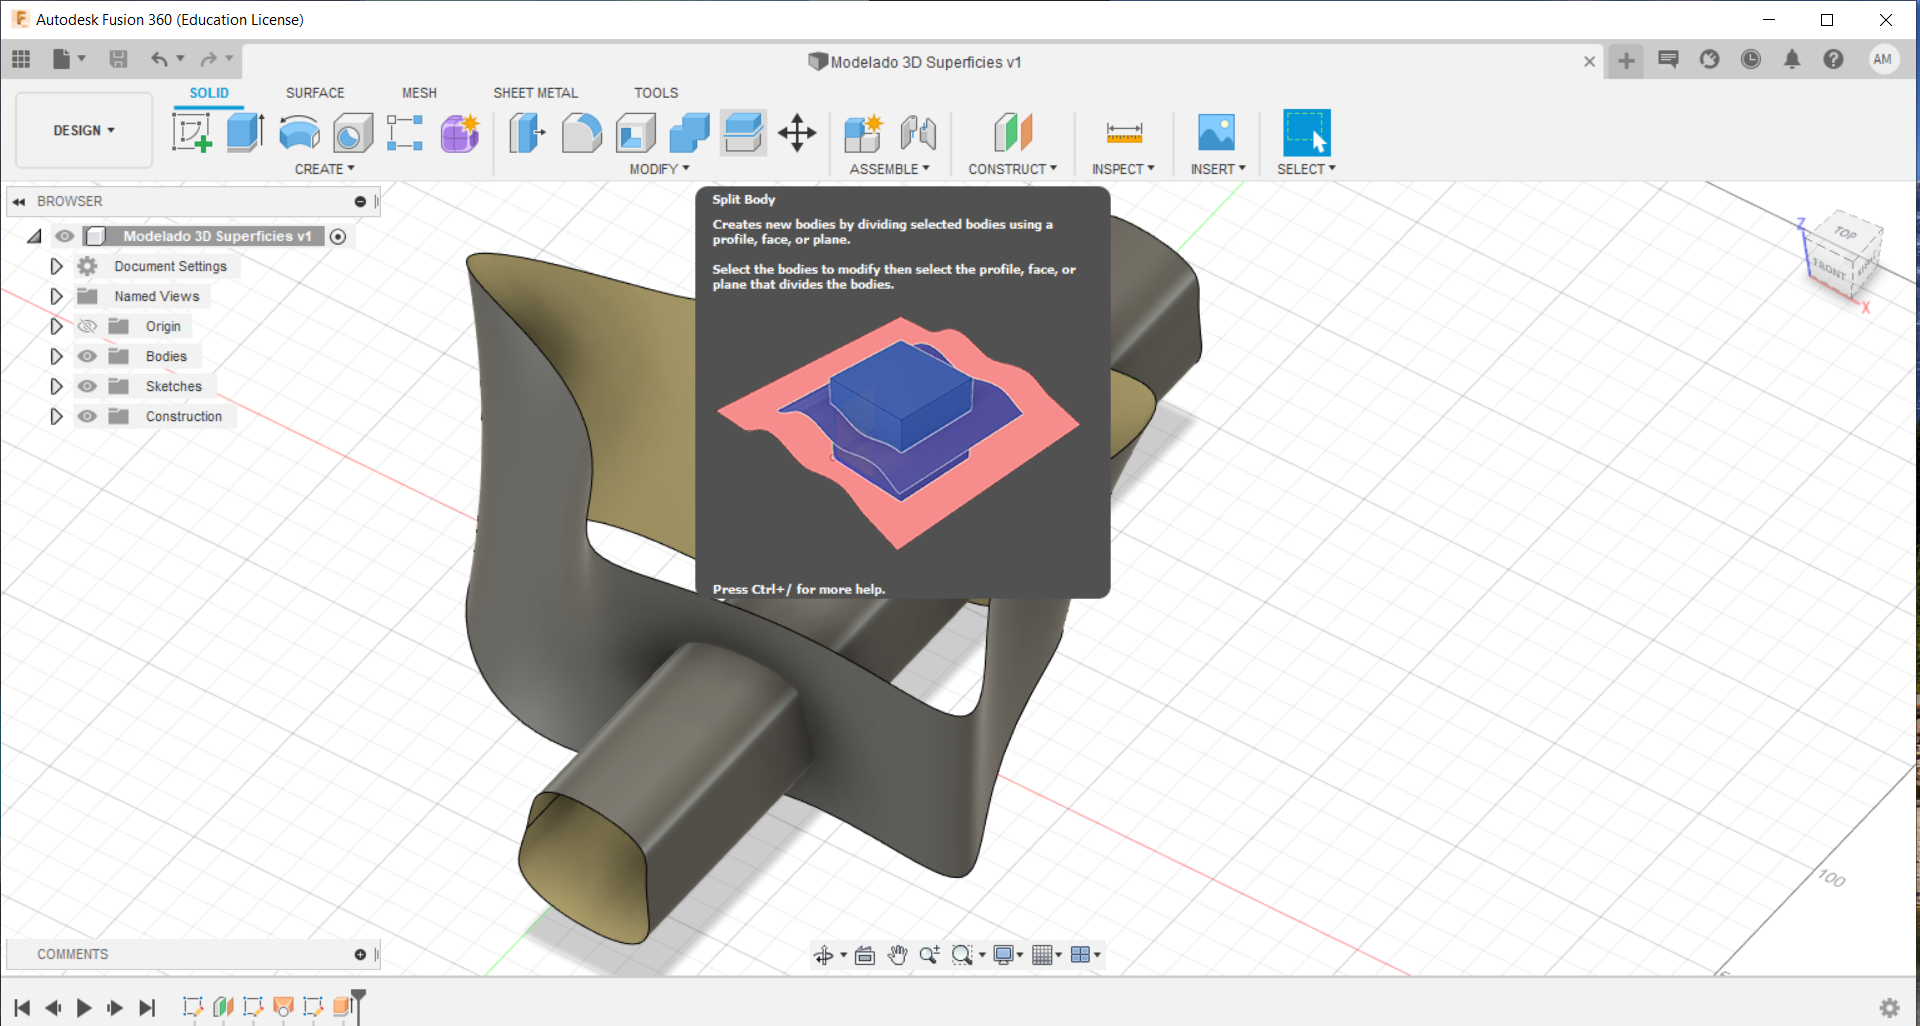 Autodesk Fusion 360 (Education License)
Modelado 3D Superficies v1
AM
DESIGN
SOLID
SURFACE
MESH
SHEET METAL
TOOLS
CREATE
MODIFY
ASSEMBLE
CONSTRUCT
INSPECT
INSERT
SELECT
BROWSER
Modelado 3D Superficies v1
Document Settings
Named Views
Origin
Bodies
Sketches
Construction
Split Body
Creates new bodies by dividing selected bodies using a
profile, face, or plane.
Select the bodies to modify then select the profile, face, or
plane that divides the bodies.
Press Ctrl+/ for more help.
Z
TOP
FRONT
X
100
COMMENTS